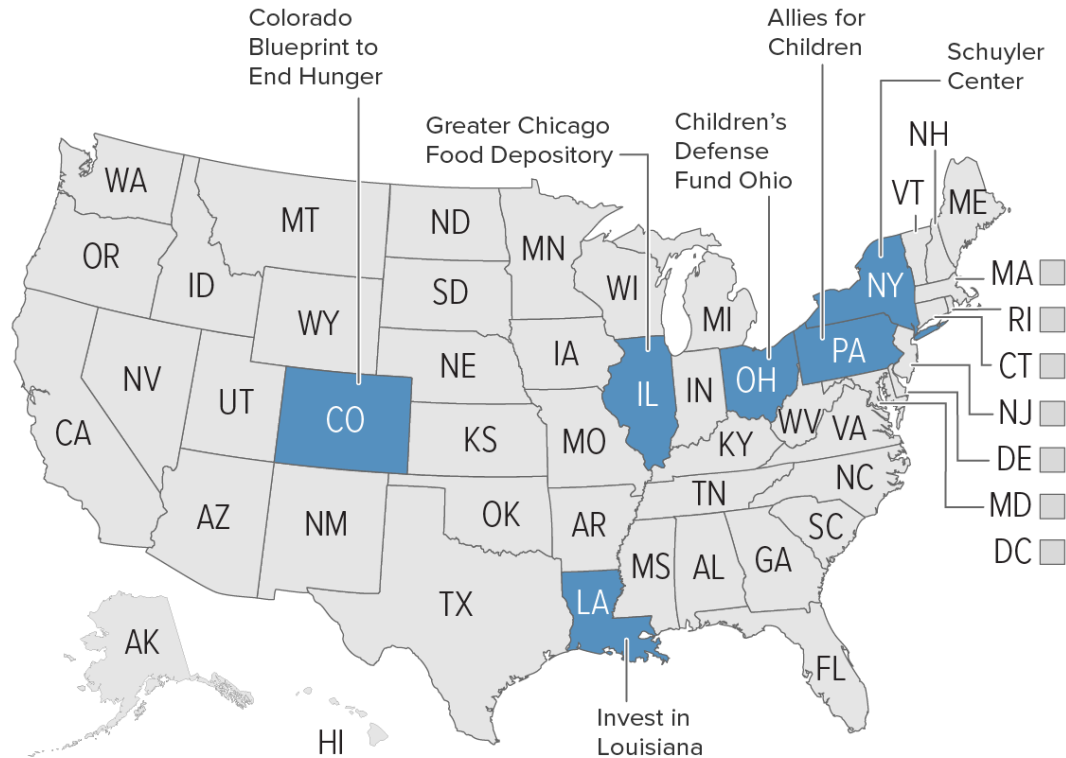 Colorado
Blueprint to
End Hunger
Allies for
Children
Schuyler
Center
Greater Chicago
Food Depository
Children’s
Defense
Fund Ohio
NH
VT
ME
WA
MT
ND
MN
OR
ID
WY
SD
WI
MI
NY
MA
RI
CT
NJ
DE
MD
DC
NV
UT
CO
NE
IA
IL
IN
OH
PA
CA
KS
MO
KY
WV
VA
AZ
NM
OK
AR
TN
NC
SC
TX
LA
MS
AL
GA
FL
AK
HI
Invest in
Louisiana